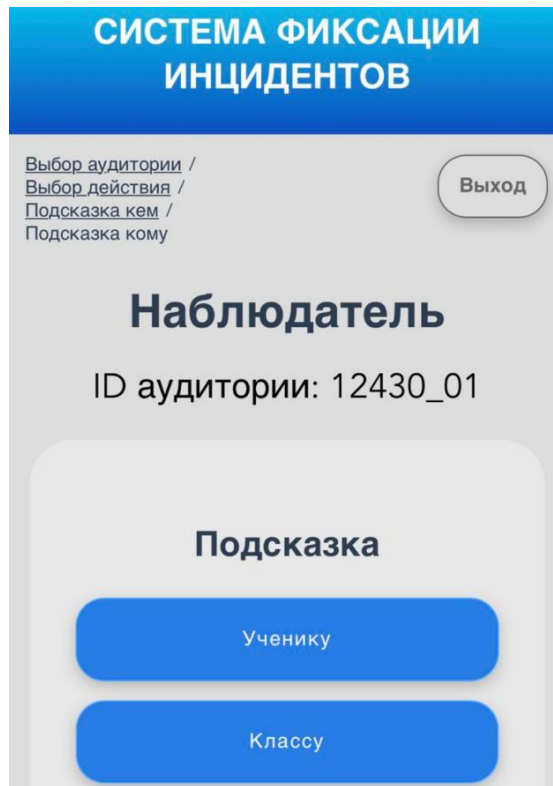 СИСТЕМА ФИКСАЦИИ
ИНЦИДЕНТОВ
Выбор аудитории /
Выбор действия /
Подсказка кем /
Подсказка кому
Выход
Наблюдатель
ID аудитории: 12430_01
Подсказка
Ученику
Классу